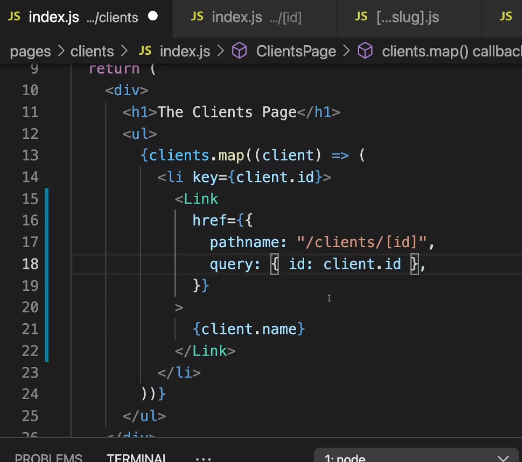 JS index.js .../clients JS index.js .../[id] JS [...slug].js JS
pages > clients > JS index.js > ClientsPage > clients.map() callback
9 return (
10 <div>
11 <h1>The Clients Page</h1>
12 <ul>
13 {clients.map((client) => (
14 <li key={client.id}>
15 <Link
16 href={{
17 pathname: "/clients/[id]",
18 query: { id: client.id },
19 }}
20 >
21 {client.name}
22 </Link>
23 </li>
24 ))}
25 </ul>
26 </div>
PROBLEMS TERMINAL ... 1: node